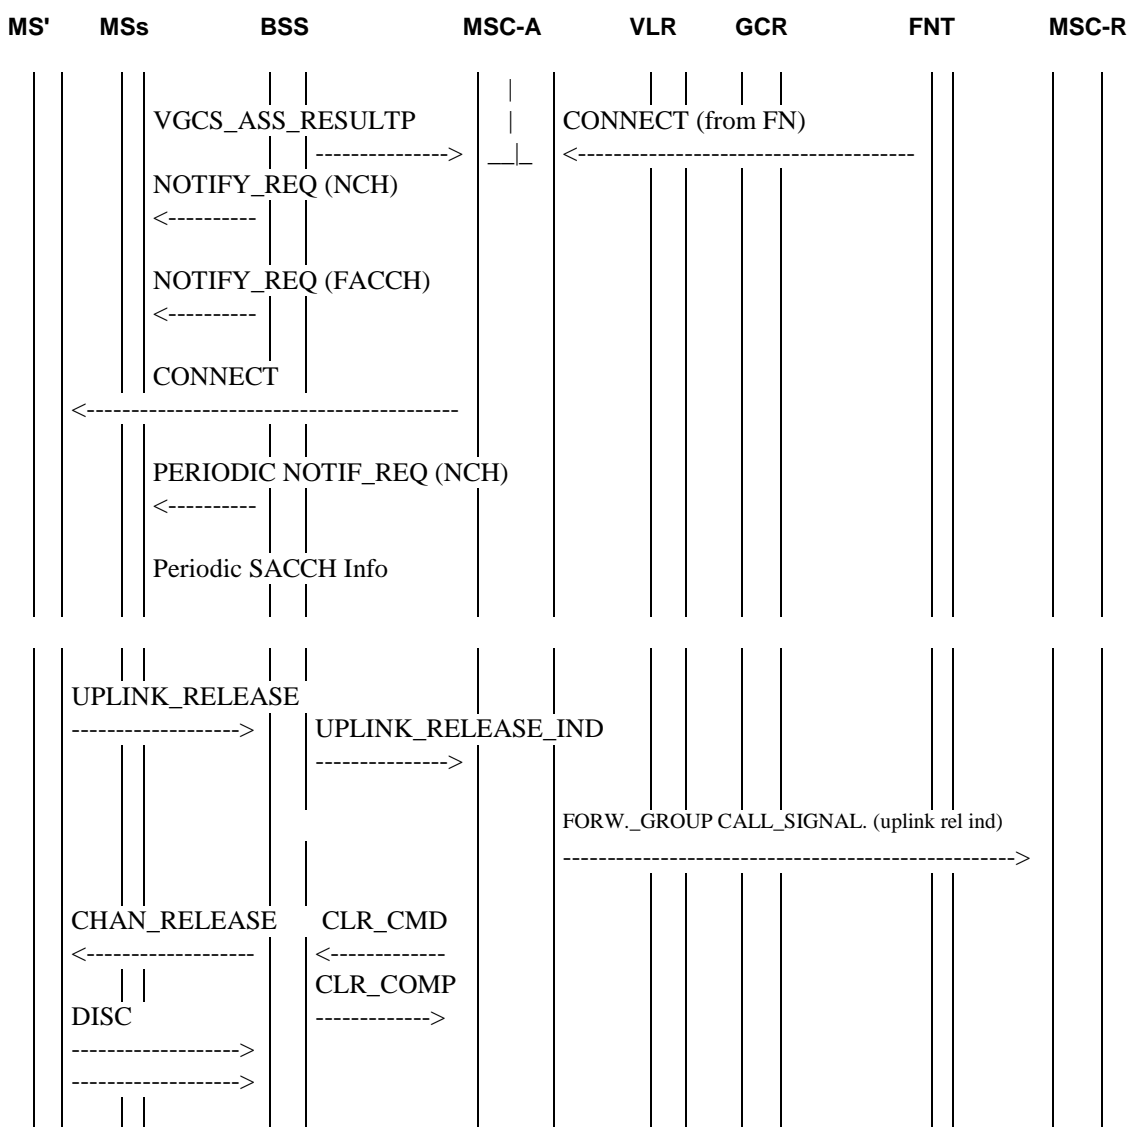 MS' MSs BSS MSC-A VLR GCR FNT MSC-R
VGCS_ASS_RESULTP CONNECT (from FN)
NOTIFY_REQ (NCH)
NOTIFY_REQ (FACCH)
CONNECT
PERIODIC NOTIF_REQ (NCH)
Periodic SACCH Info
UPLINK_RELEASE
UPLINK_RELEASE_IND
FORW._GROUP CALL_SIGNAL. (uplink rel ind)
CHAN_RELEASE CLR_CMD
CLR_COMP
DISC